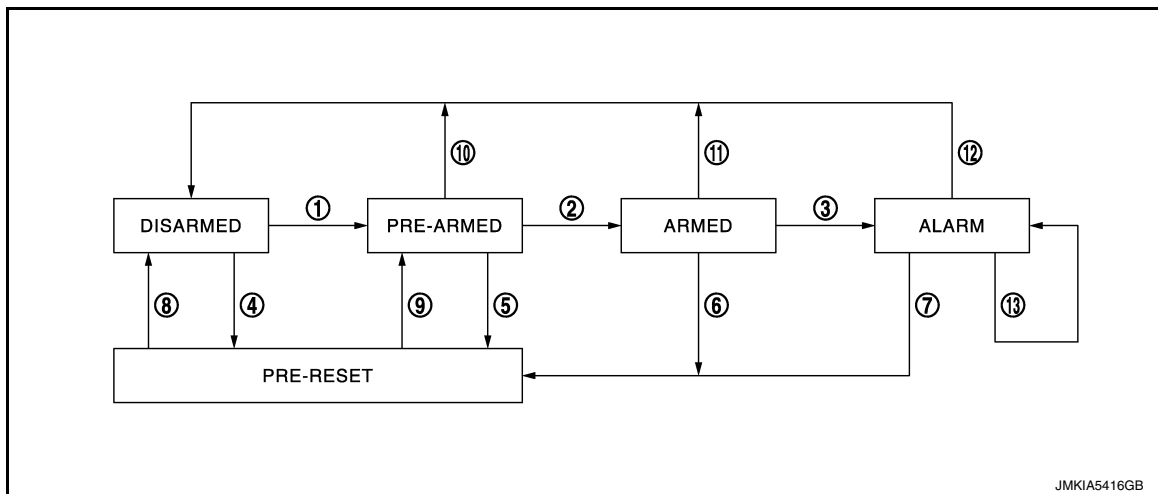 ⑩ ⑪ ⑫
① ② ③
DISARMED PRE-ARMED ARMED ALARM
⑧ ④ ⑨ ⑤ ⑥ ⑦ ⑬
PRE-RESET
JMKIA5416GB